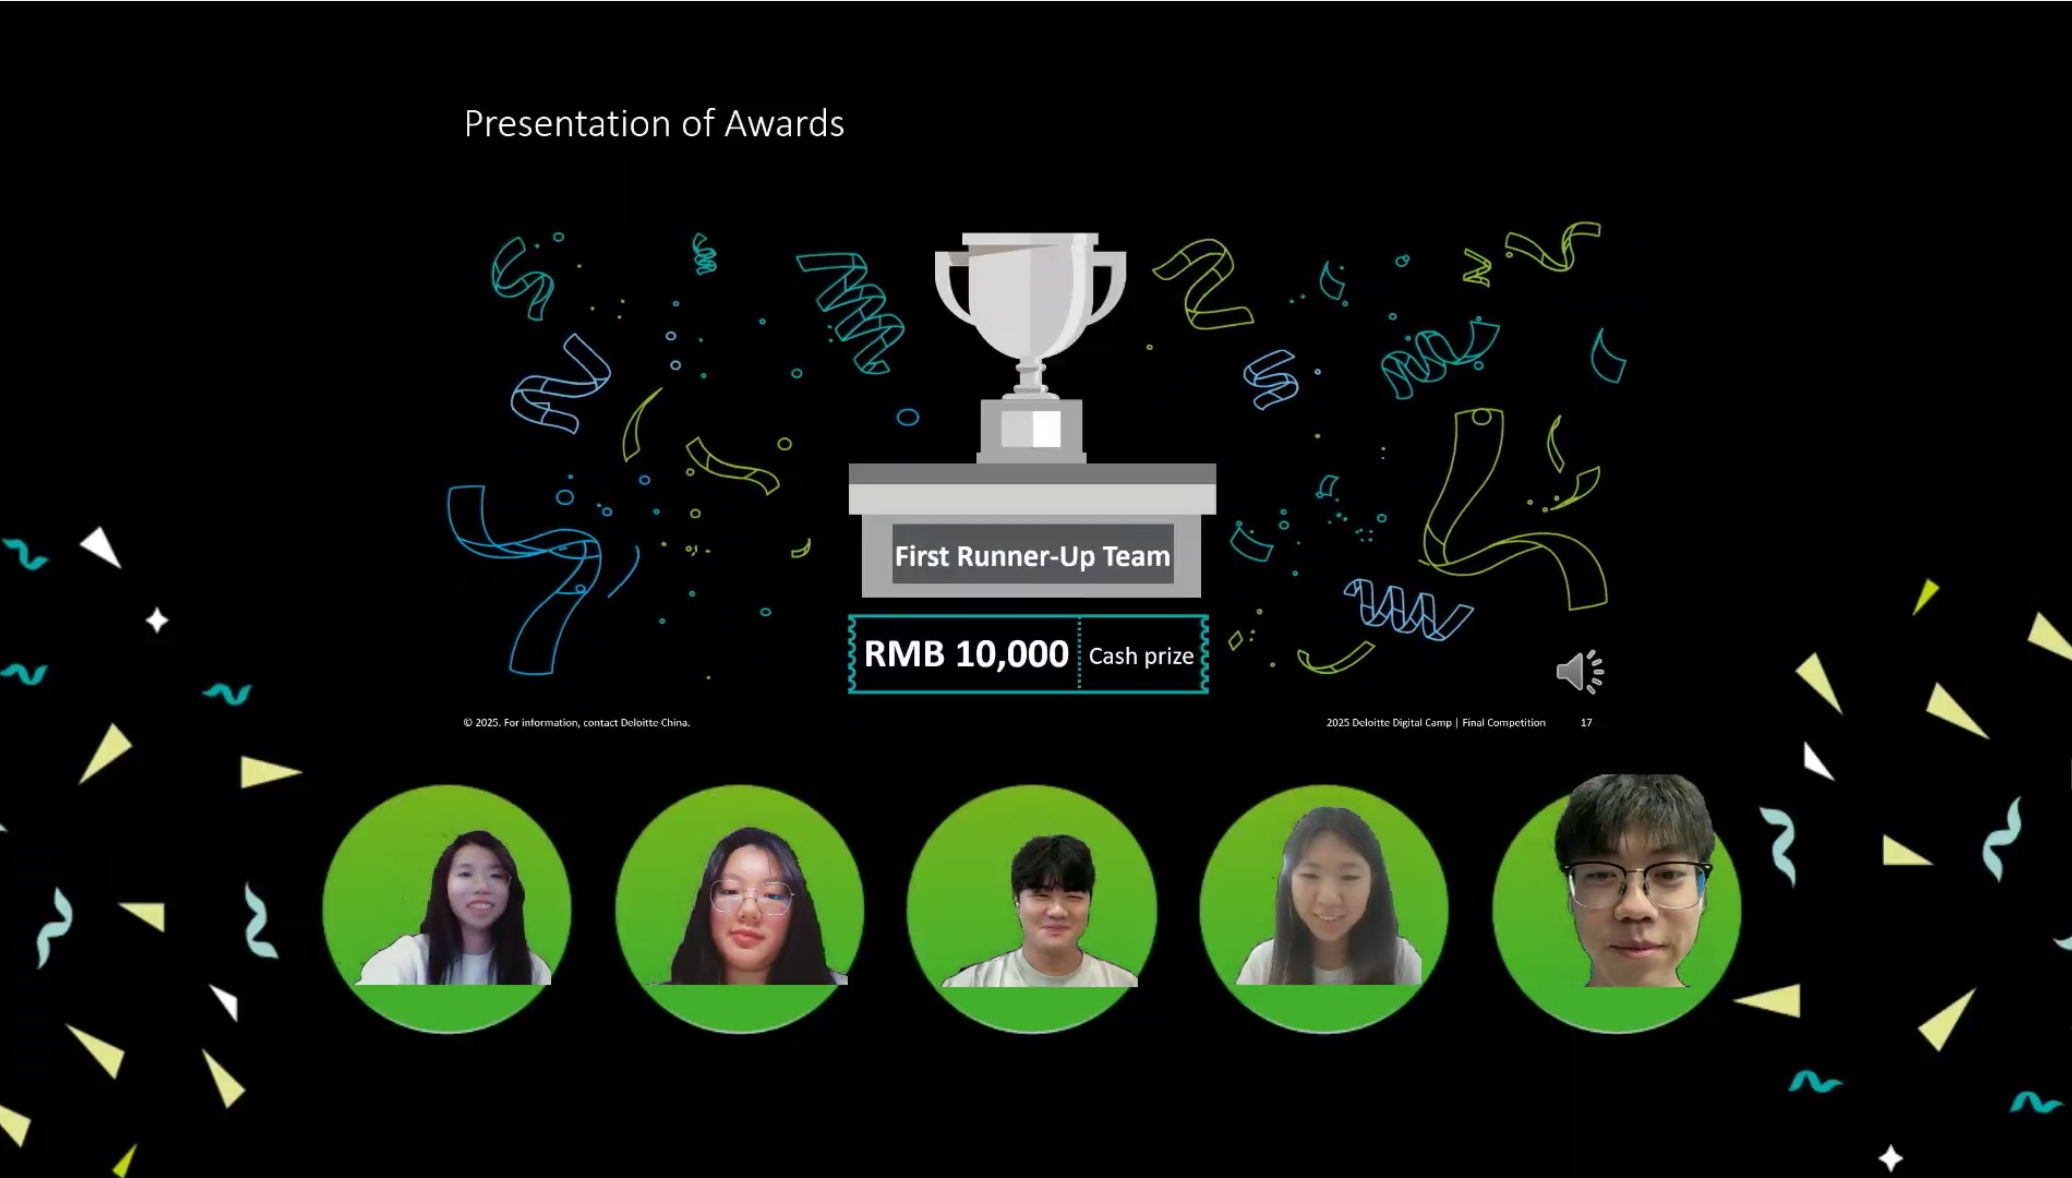 Presentation of Awards
First Runner-Up Team
RMB 10,000 Cash prize
© 2025. For information, contact Deloitte China.
2025 Deloitte Digital Camp | Final Competition 17